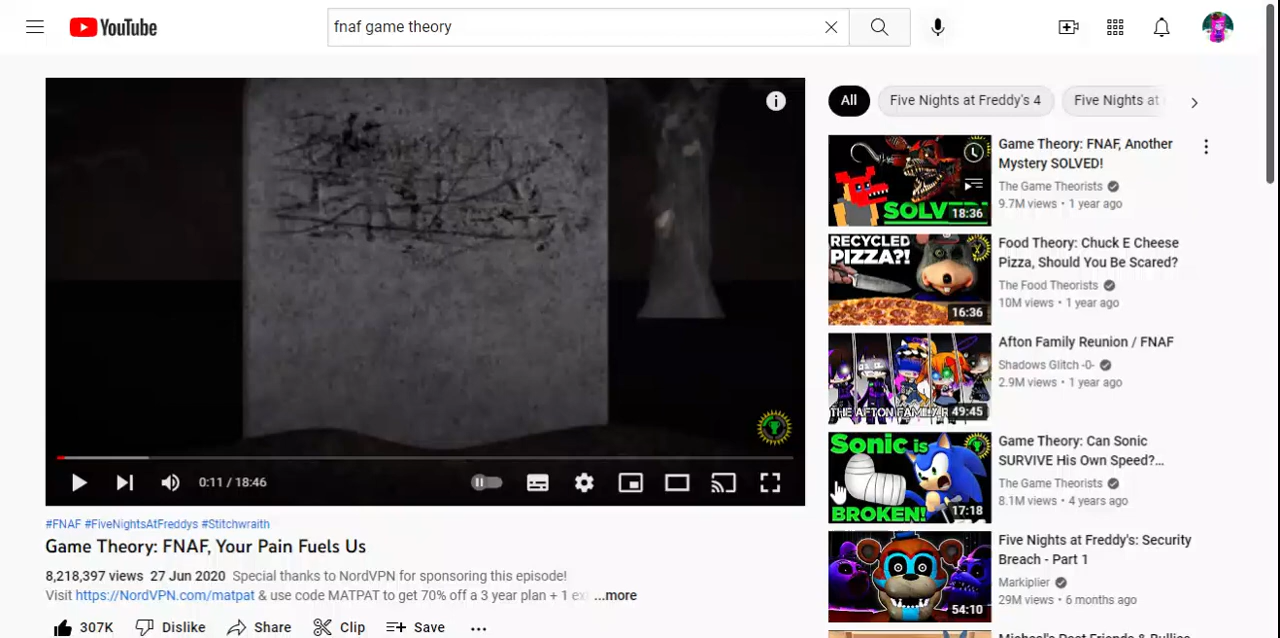 YouTube
fnaf game theory
All
Five Nights at Freddy's 4
Five Nights at
SOLVED!
18:36
Game Theory: FNAF, Another
Mystery SOLVED!
The Game Theorists
9.7M views • 1 year ago
RECYCLED
PIZZA?!
16:36
Food Theory: Chuck E Cheese
Pizza, Should You Be Scared?
The Food Theorists
10M views • 1 year ago
THE AFTON FAMILY R
49:45
Afton Family Reunion / FNAF
Shadows Glitch -0-
2.9M views • 1 year ago
Sonic is
BROKEN!
17:18
Game Theory: Can Sonic
SURVIVE His Own Speed?...
The Game Theorists
8.1M views • 4 years ago
54:10
Five Nights at Freddy's: Security
Breach - Part 1
Markiplier
29M views • 6 months ago
0:11 / 18:46
#FNAF #FiveNightsAtFreddys #Stitchwraith
Game Theory: FNAF, Your Pain Fuels Us
8,218,397 views 27 Jun 2020 Special thanks to NordVPN for sponsoring this episode!
Visit https://NordVPN.com/matpat & use code MATPAT to get 70% off a 3 year plan + 1 ex ...more
307K Dislike Share Clip Save